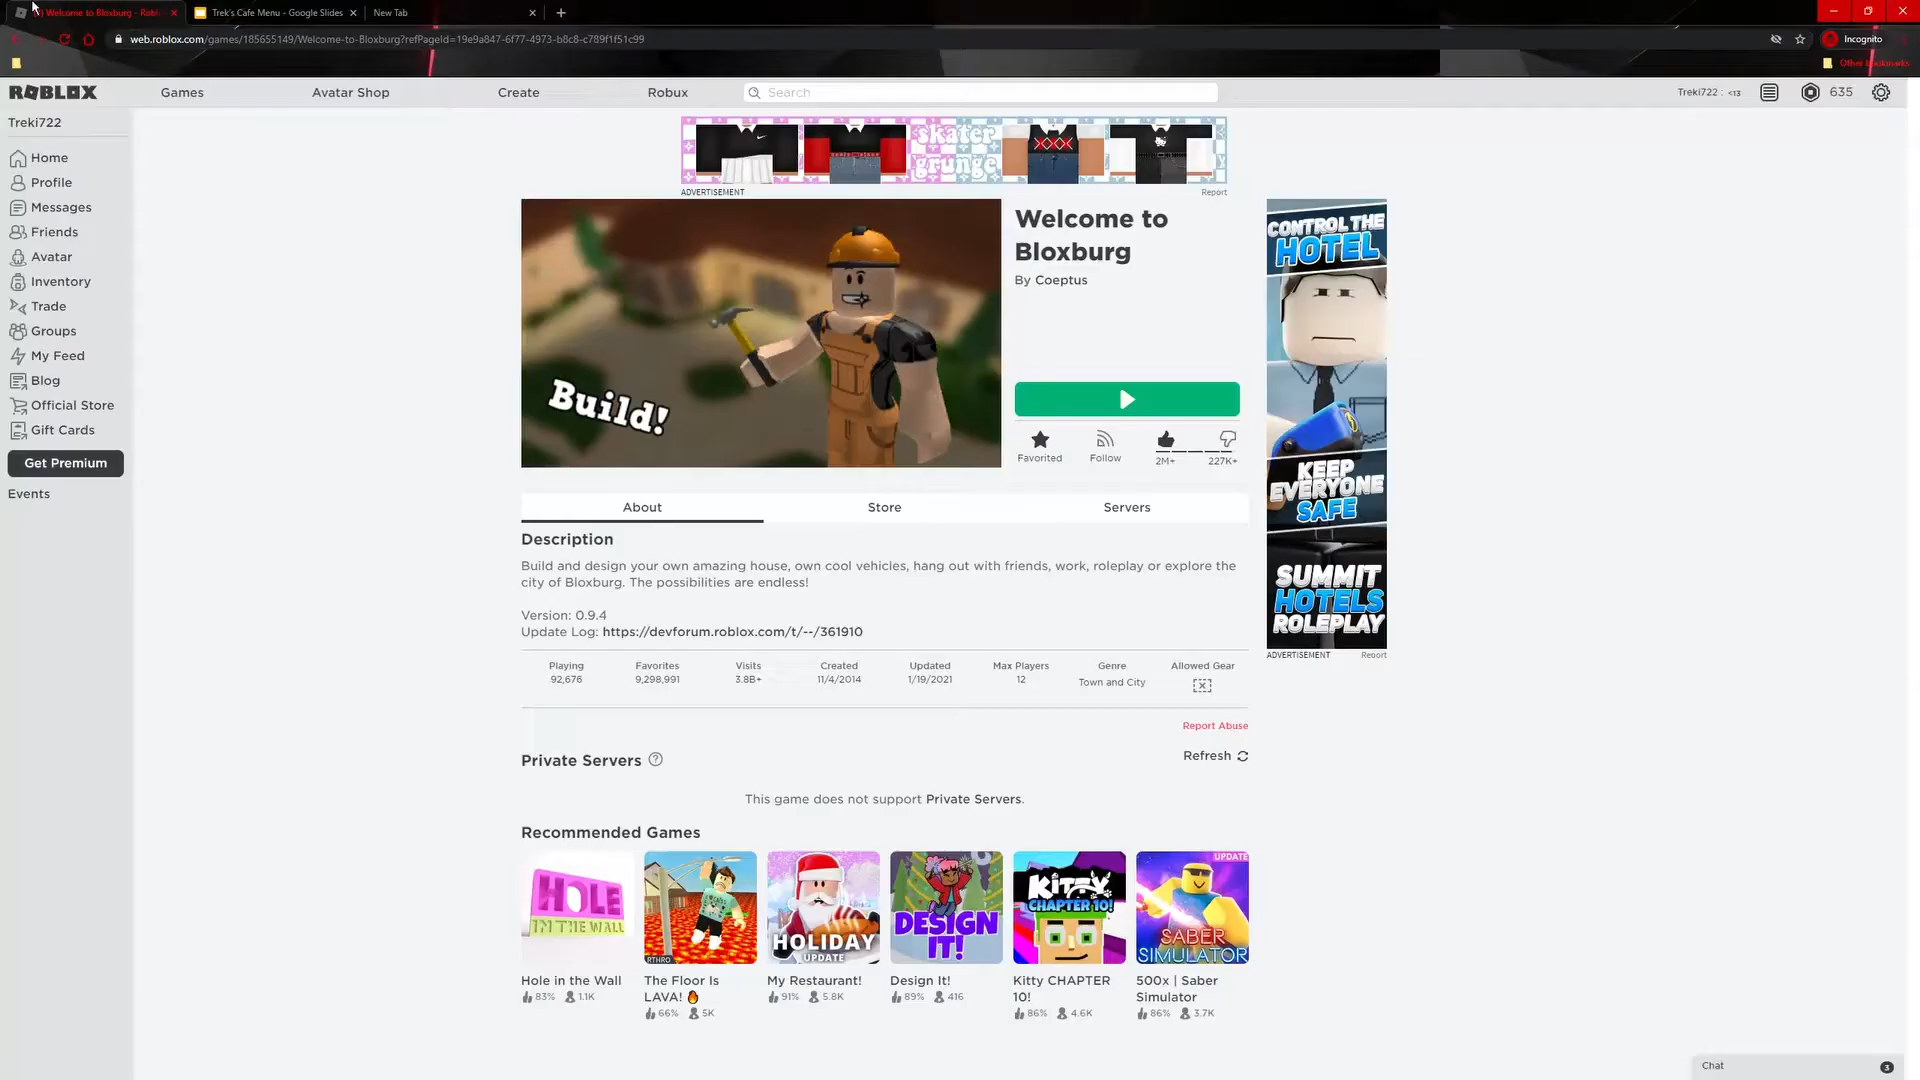 Welcome to Bloxburg - Robl
Trek's Cafe Menu - Google Slides
New Tab
web.roblox.com/games/185655149/Welcome-to-Bloxburg?refPageId=19e9a847-6f77-4973-b8c8-c789f1f51c99
Incognito
Other bookmarks
ROBLOX
Games
Avatar Shop
Create
Robux
Search
Treki722 : <13
635
Treki722
Home
Profile
Messages
Friends
Avatar
Inventory
Trade
Groups
My Feed
Blog
Official Store
Gift Cards
Get Premium
Events
skater
grunge
ADVERTISEMENT
Report
Build!
Welcome to
Bloxburg
By Coeptus
Favorited
Follow
2M+
227K+
CONTROL THE
HOTEL
KEEP
EVERYONE
SAFE
SUMMIT
HOTELS
ROLEPLAY
ADVERTISEMENT
Report
About
Store
Servers
Description
Build and design your own amazing house, own cool vehicles, hang out with friends, work, roleplay or explore the
city of Bloxburg. The possibilities are endless!
Version: 0.9.4
Update Log: https://devforum.roblox.com/t/--/361910
Playing
Favorites
Visits
Created
Updated
Max Players
Genre
Allowed Gear
92,676
9,298,991
3.8B+
11/4/2014
1/19/2021
12
Town and City
Report Abuse
Private Servers
Refresh
This game does not support Private Servers.
Recommended Games
HOLE
IN THE WALL
RTHRO
HOLIDAY
UPDATE
DESIGN
IT!
KITTY
CHAPTER 10!
UPDATE
SABER
SIMULATOR
Hole in the Wall
83% 1.1K
The Floor Is
LAVA! 🔥
66% 5K
My Restaurant!
91% 5.8K
Design It!
89% 416
Kitty CHAPTER
10!
86% 4.6K
500x | Saber
Simulator
86% 3.7K
Chat
3